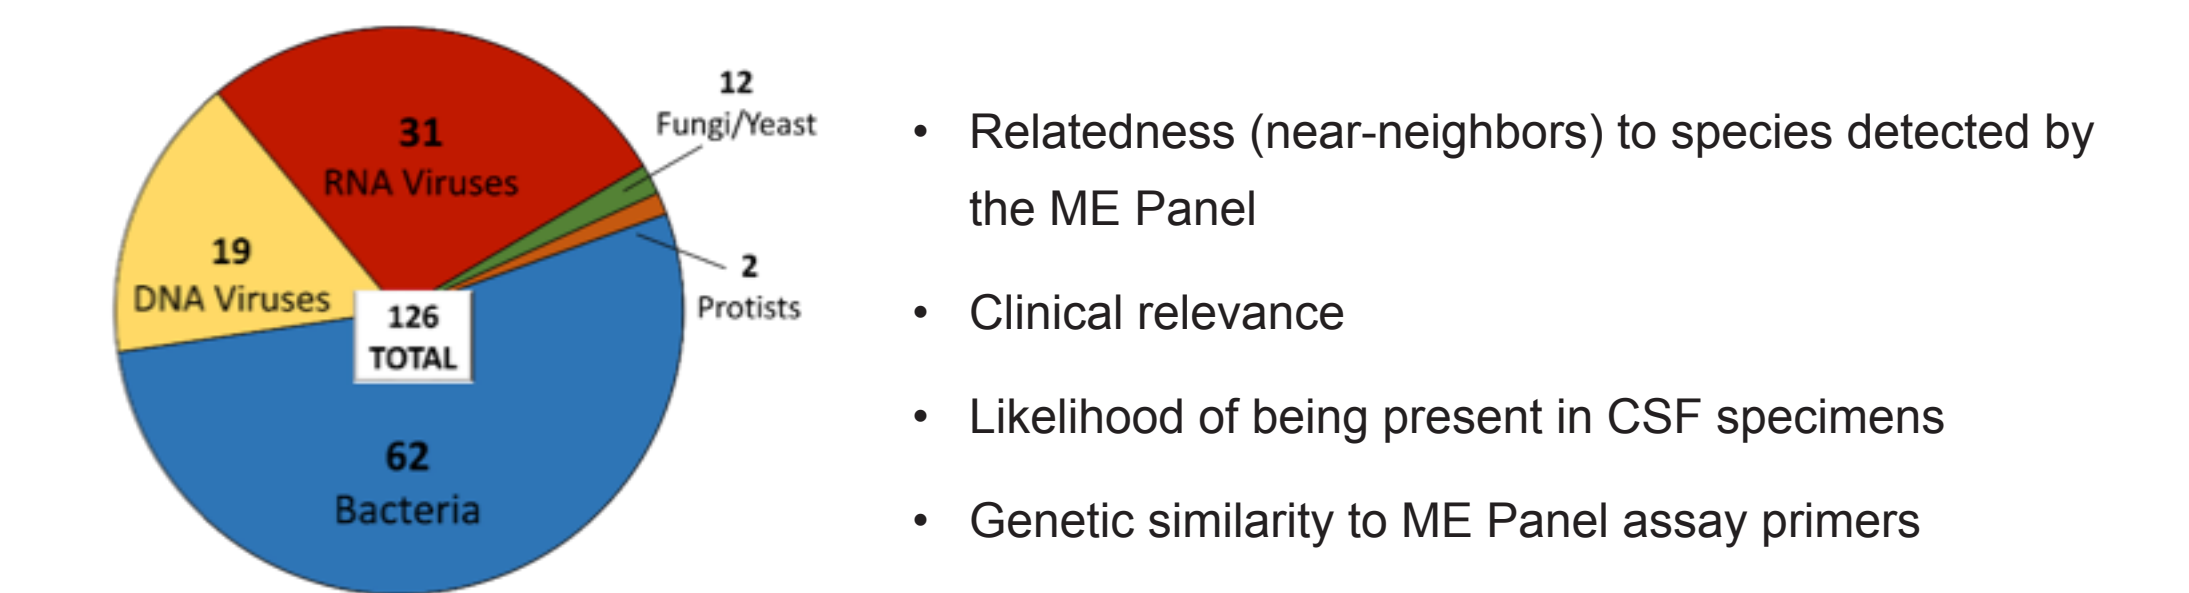 31
RNA Viruses
12
Fungi/Yeast
19
DNA Viruses
2
Protists
126
TOTAL
62
Bacteria
• Relatedness (near-neighbors) to species detected by
the ME Panel
• Clinical relevance
• Likelihood of being present in CSF specimens
• Genetic similarity to ME Panel assay primers